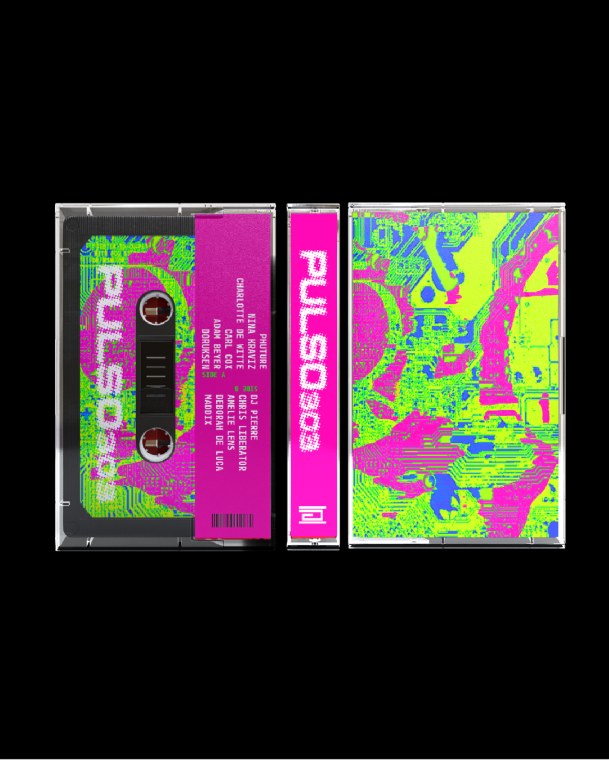 PULSO303
PHUTURE
NINA KRAVIZ
CHARLOTTE DE WITTE
CARL COX
ADAM BEYER
DORUKSEN
SIDE A
SIDE B
DJ PIERRE
CHRIS LIBERATOR
AMELIE LENS
DEBORAH DE LUCA
MADDIX
PULSO303